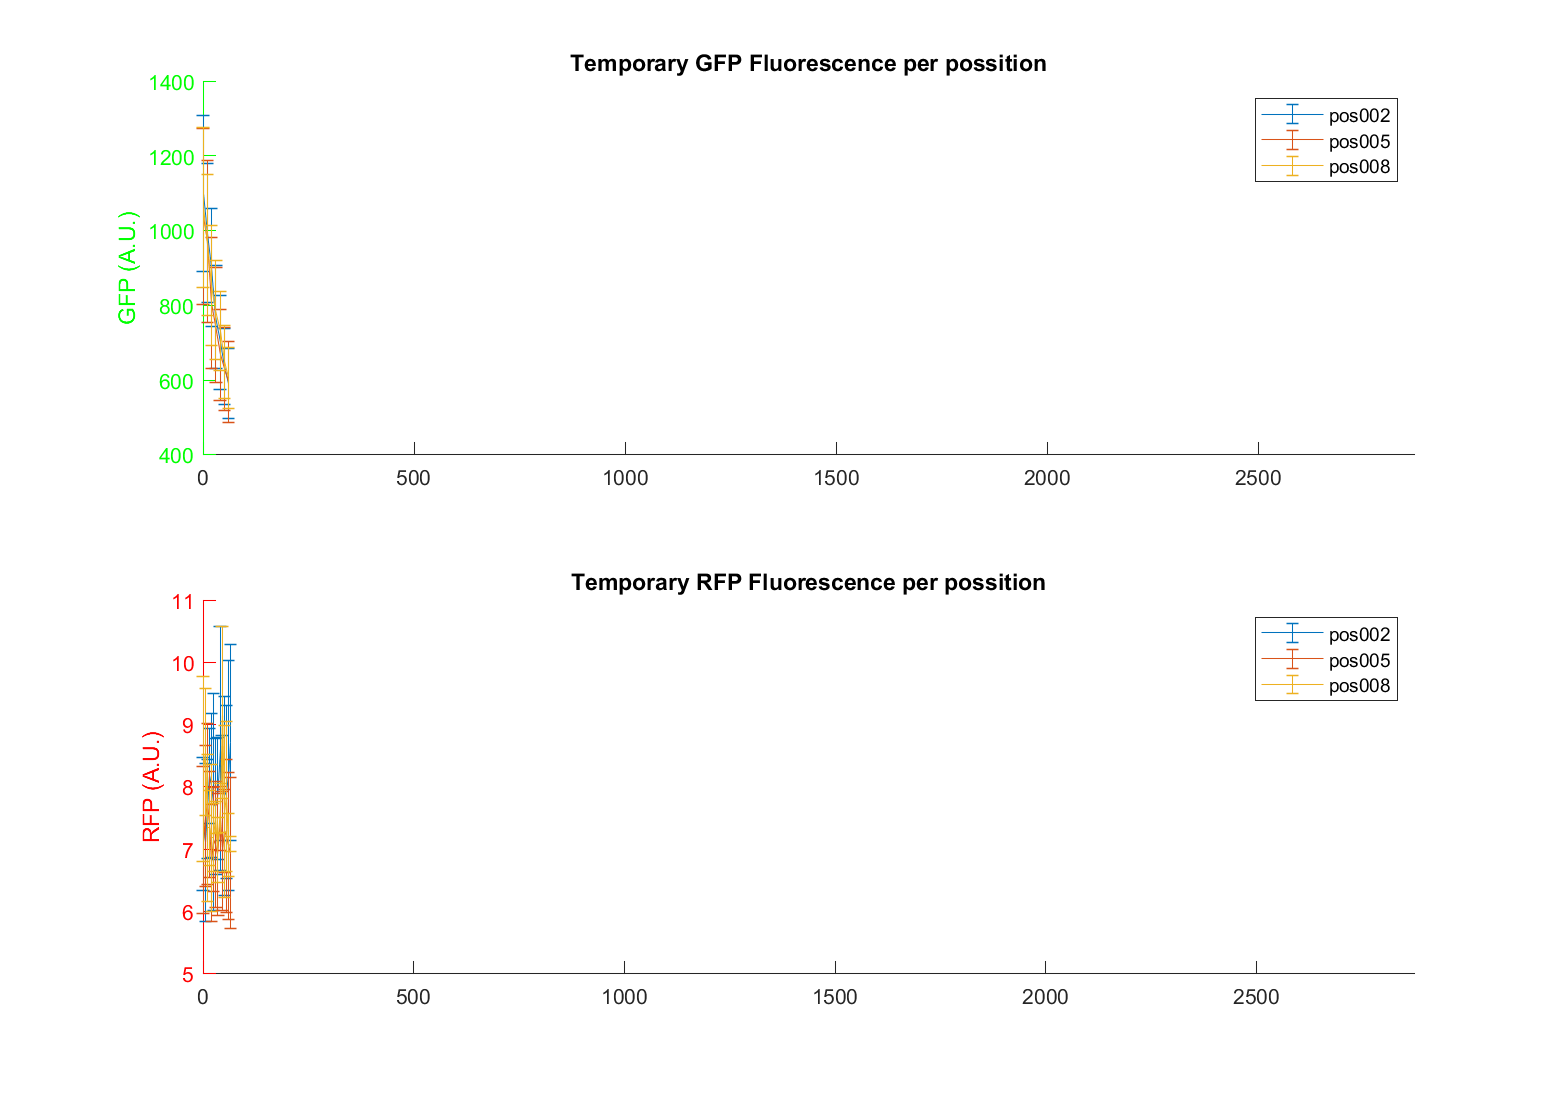 Temporary GFP Fluorescence per possition
GFP (A.U.)
1400
1200
1000
800
600
400
0 500 1000 1500 2000 2500
pos002
pos005
pos008
Temporary RFP Fluorescence per possition
RFP (A.U.)
11
10
9
8
7
6
5
0 500 1000 1500 2000 2500
pos002
pos005
pos008